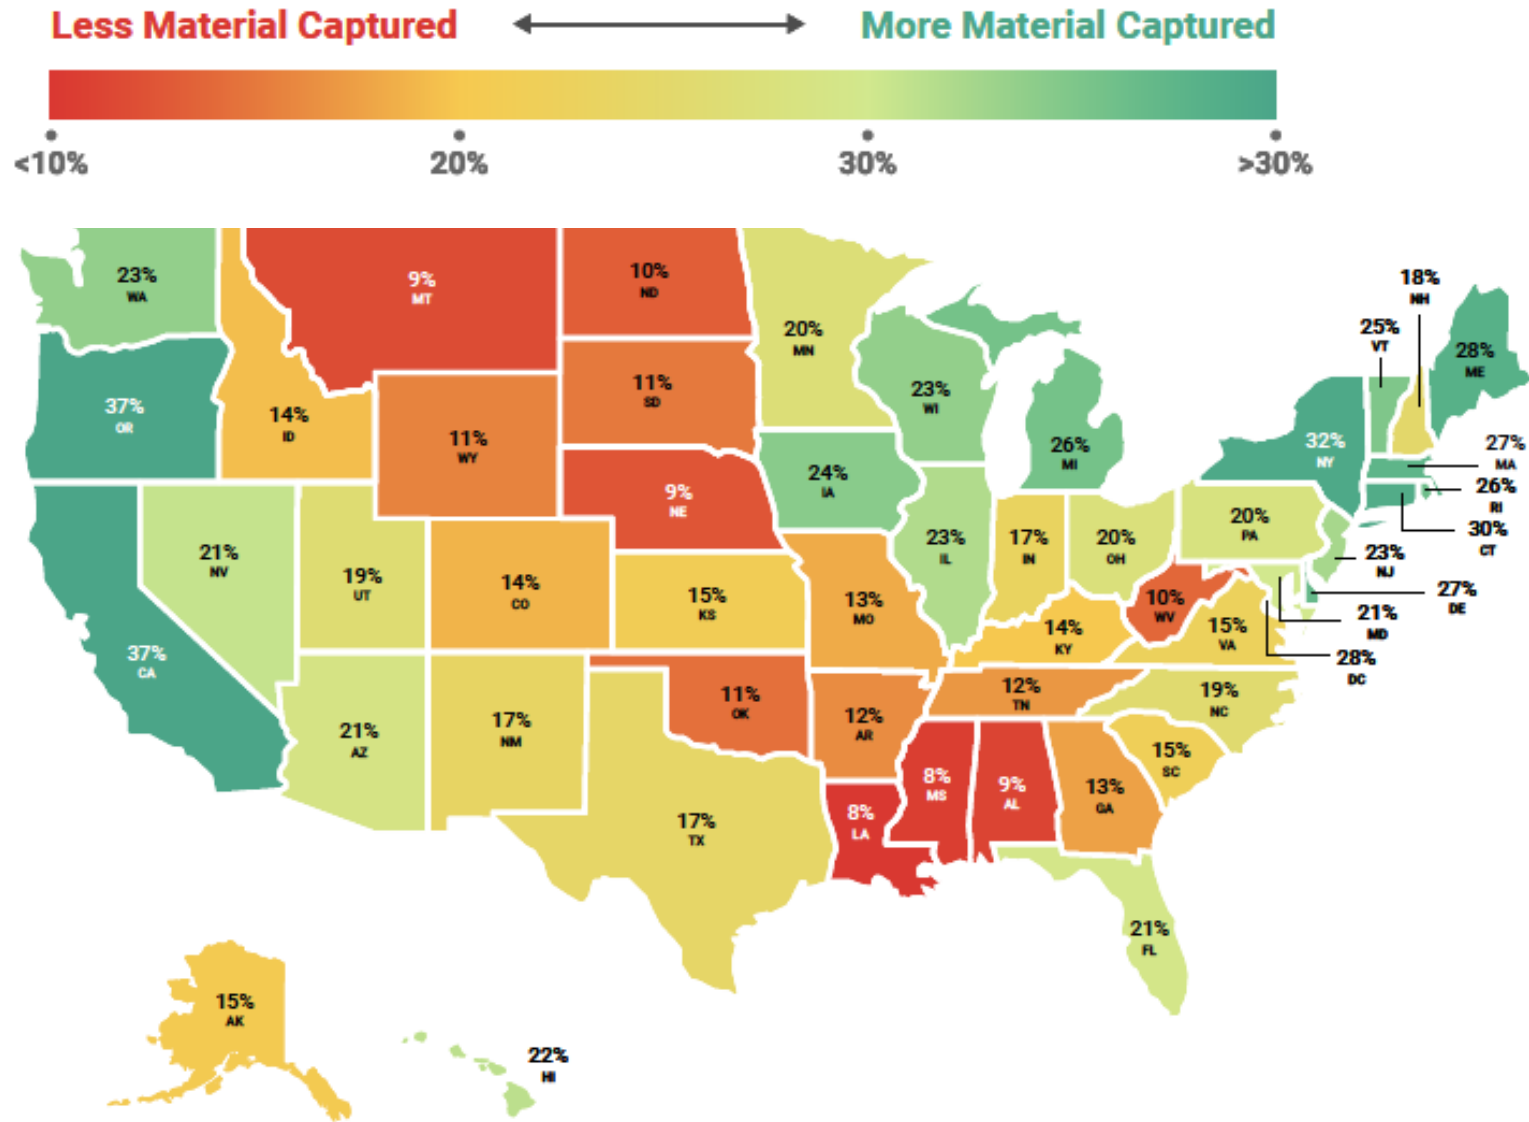 Less Material Captured
More Material Captured
<10%
20%
30%
>30%
23%
WA
9%
MT
10%
ND
20%
MN
18%
NH
25%
VT
28%
ME
37%
OR
14%
ID
11%
WY
11%
SD
23%
WI
26%
MI
32%
NY
27%
MA
26%
RI
30%
CT
9%
NE
24%
IA
23%
IL
17%
IN
20%
OH
20%
PA
23%
NJ
27%
DE
21%
MD
28%
DC
21%
NV
19%
UT
14%
CO
15%
KS
13%
MO
14%
KY
10%
WV
15%
VA
37%
CA
21%
AZ
17%
NM
11%
OK
12%
AR
12%
TN
19%
NC
15%
SC
17%
TX
8%
LA
8%
MS
9%
AL
13%
GA
21%
FL
15%
AK
22%
HI